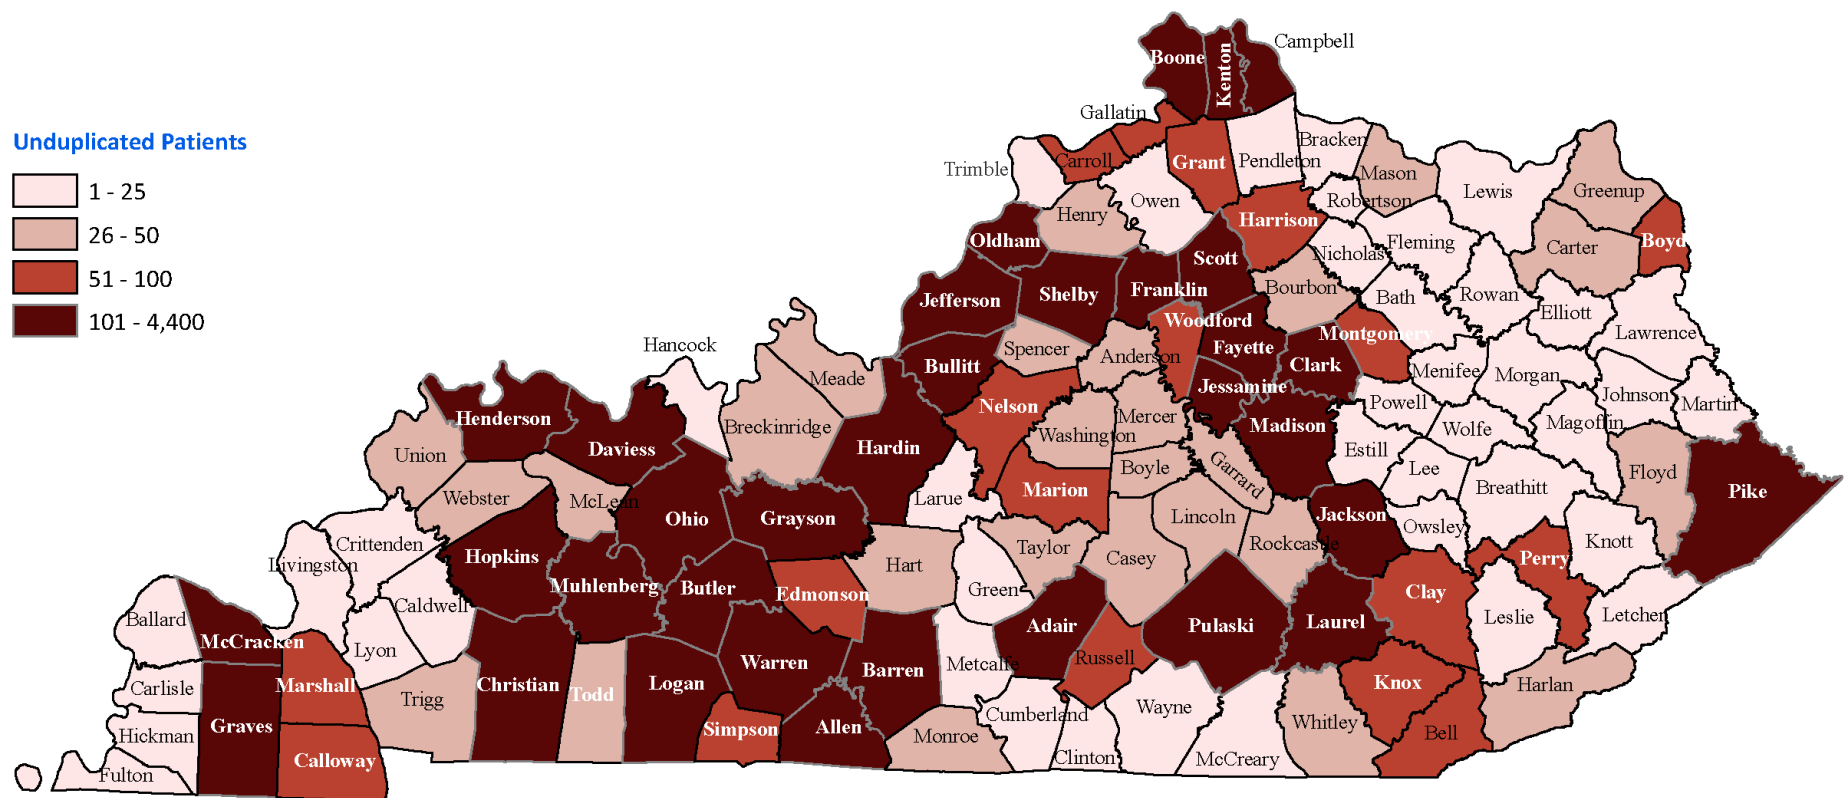 Unduplicated Patients
1 - 25
26 - 50
51 - 100
101 - 4,400
Boone
Kenton
Campbell
Gallatin
Carroll
Grant
Pendleton
Bracken
Trimble
Mason
Lewis
Greenup
Henry
Owen
Robertson
Harrison
Oldham
Nicholas
Fleming
Carter
Boyd
Scott
Jefferson
Shelby
Franklin
Bourbon
Bath
Rowan
Elliott
Lawrence
Woodford
Montgomery
Hancock
Spencer
Anderson
Fayette
Clark
Menifee
Morgan
Bullitt
Meade
Jessamine
Johnson
Martin
Henderson
Breckinridge
Nelson
Mercer
Powell
Wolfe
Magoffin
Daviess
Hardin
Washington
Madison
Estill
Union
Boyle
Garrard
Lee
Floyd
Webster
McLean
Larue
Marion
Breathitt
Pike
Ohio
Grayson
Lincoln
Jackson
Owsley
Crittenden
Hopkins
Taylor
Casey
Rockcastle
Knott
Livingston
Muhlenberg
Butler
Hart
Perry
Edmonson
Green
Clay
Caldwell
Ballard
McCracken
Adair
Pulaski
Laurel
Leslie
Letcher
Lyon
Warren
Metcalfe
Russell
Carlisle
Marshall
Trigg
Christian
Todd
Logan
Barren
Knox
Harlan
Graves
Hickman
Simpson
Allen
Monroe
Cumberland
Wayne
Whitley
Bell
Calloway
Fulton
Clinton
McCreary